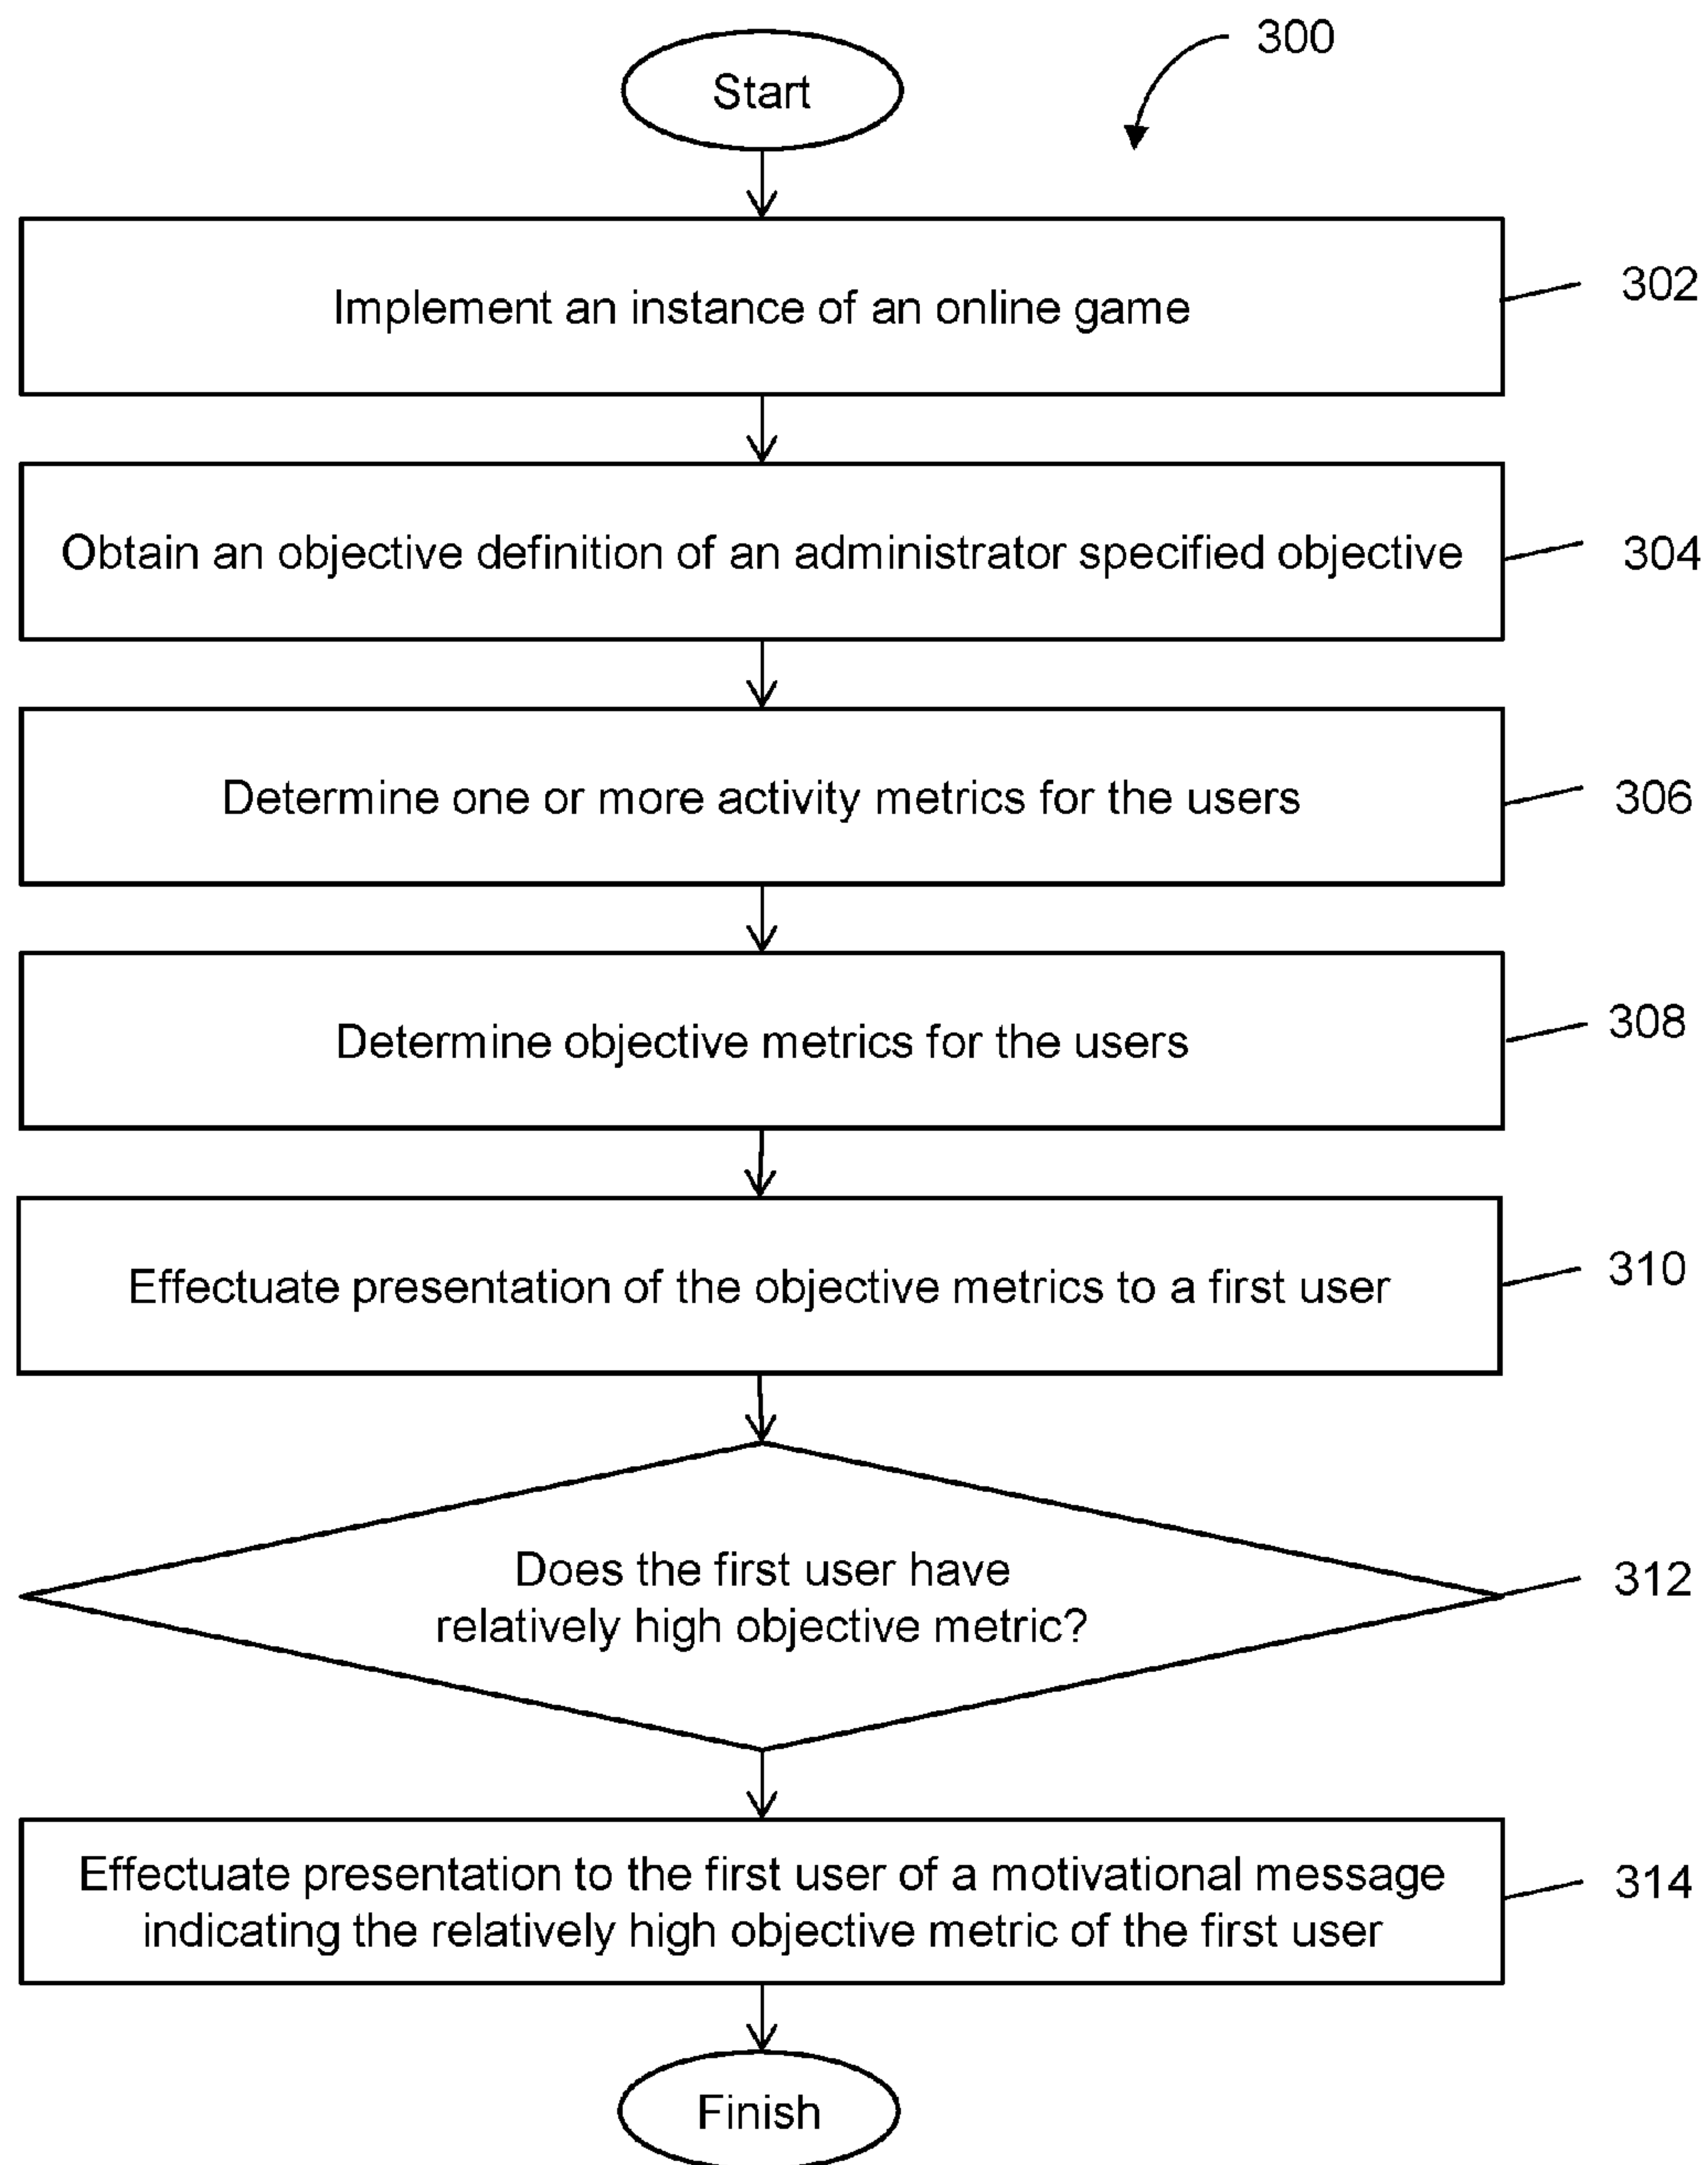 300
Start
Implement an instance of an online game
302
Obtain an objective definition of an administrator specified objective
304
Determine one or more activity metrics for the users
306
Determine objective metrics for the users
308
Effectuate presentation of the objective metrics to a first user
310
Does the first user have
relatively high objective metric?
312
Effectuate presentation to the first user of a motivational message
indicating the relatively high objective metric of the first user
314
Finish